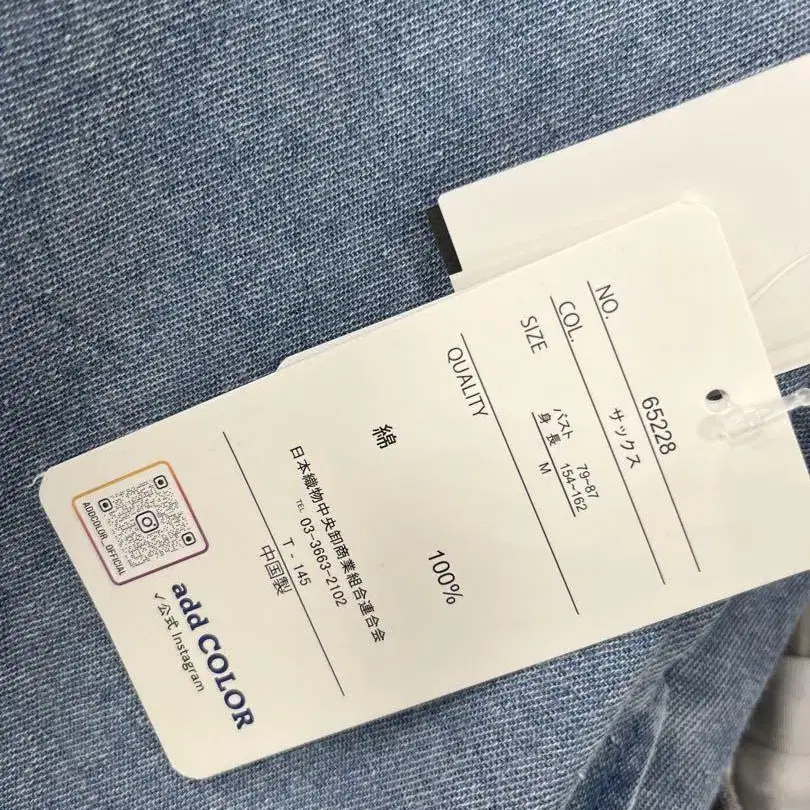 NO. 65228
COL. サックス
SIZE
バスト 79-87
身長 154-162
M
QUALITY
綿 100%
日本織物中央卸商業組合連合会
TEL 03-3663-2102
T - 145
中国製
add COLOR
✓公式 Instagram
ADDCOLOR_OFFICIAL